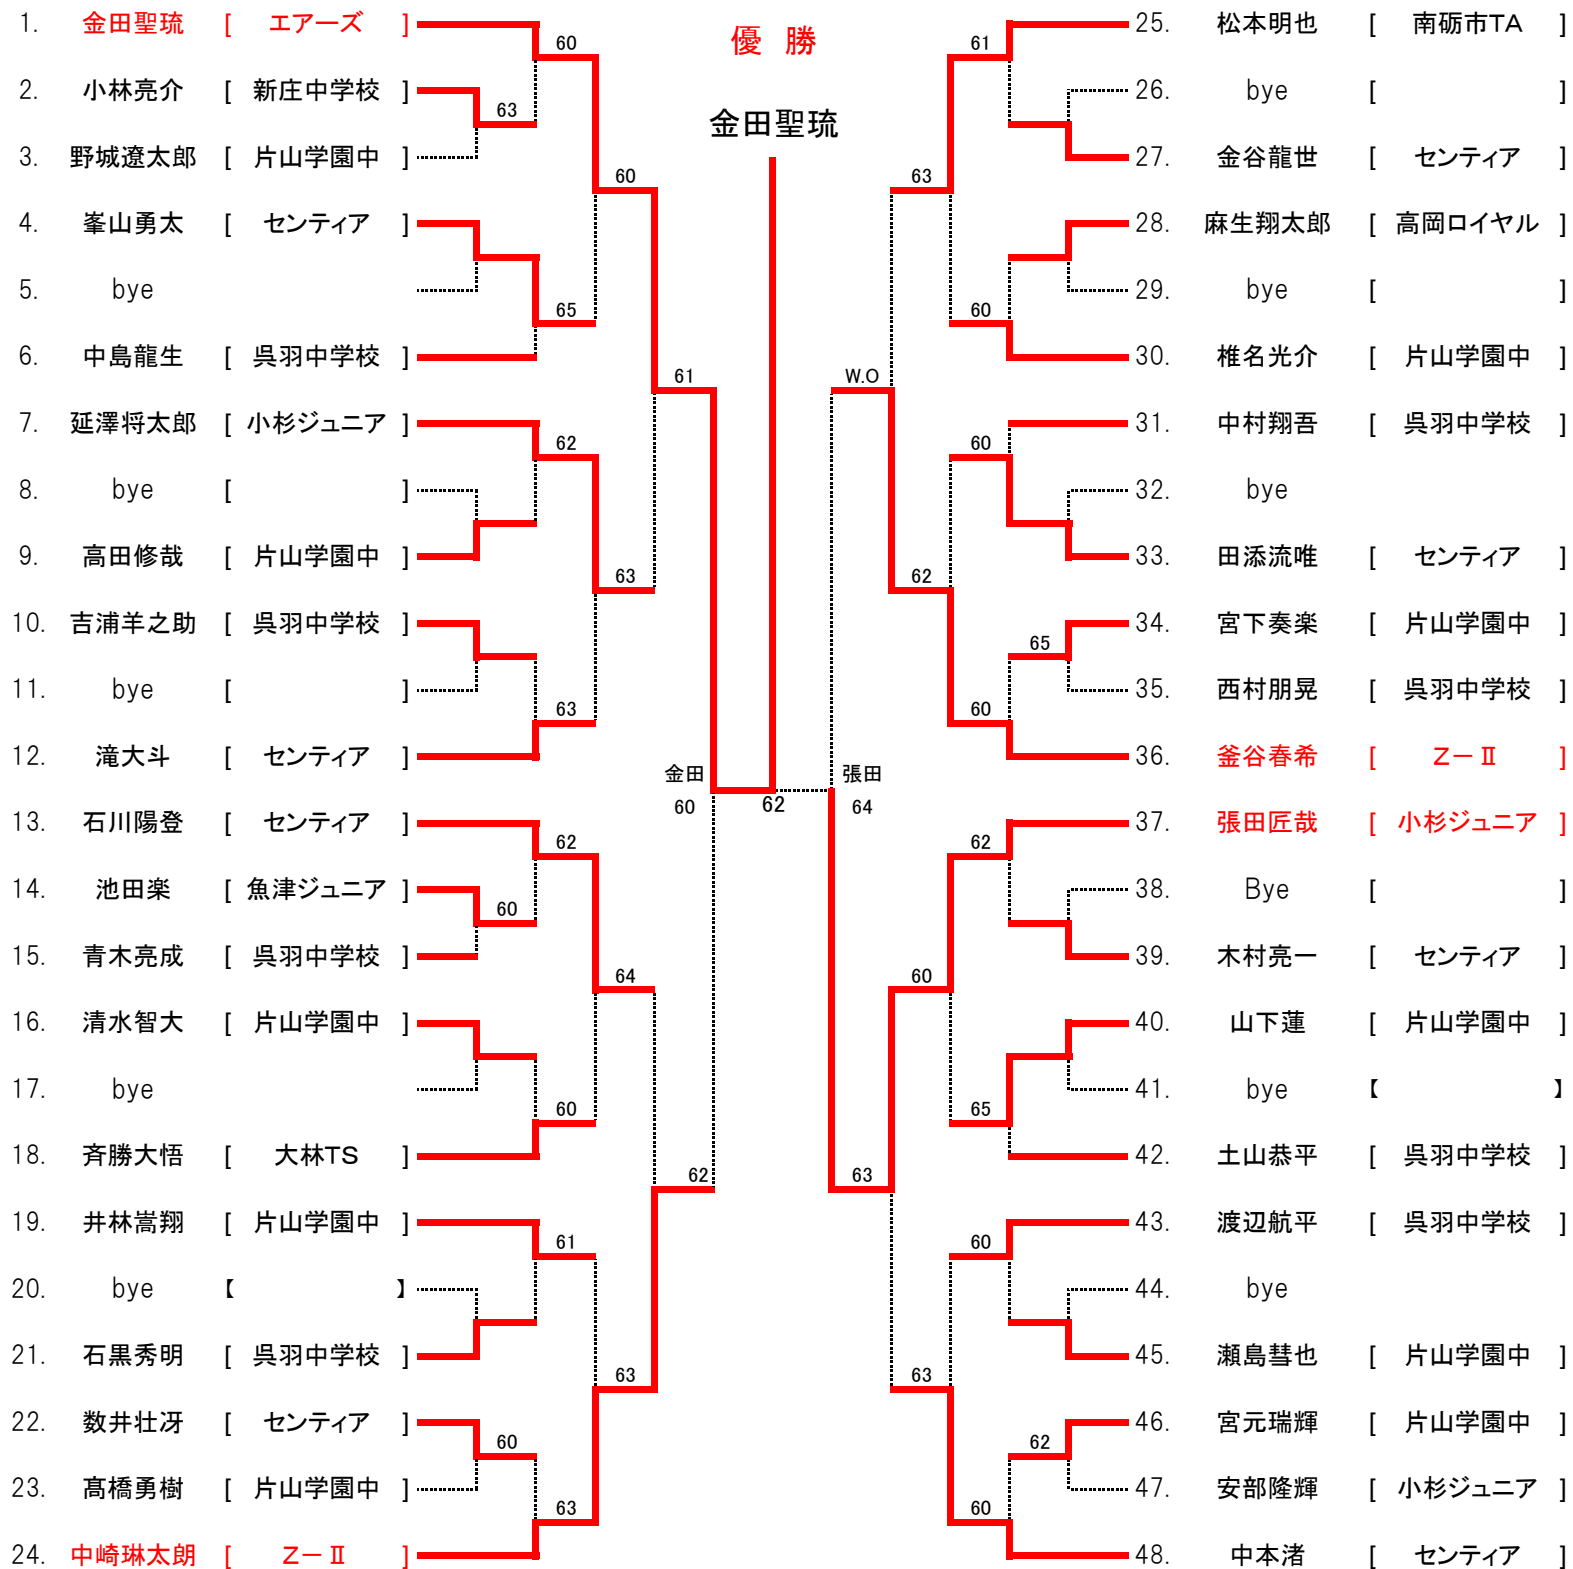 優 勝
金田聖琉
1. 金田聖琉 [ エアーズ ]
60
2. 小林亮介 [ 新庄中学校 ]
63
3. 野城遼太郎 [ 片山学園中 ]
60
4. 峯山勇太 [ センティア ]
5. bye
65
6. 中島龍生 [ 呉羽中学校 ]
61
7. 延澤将太郎 [ 小杉ジュニア ]
62
8. bye [ ]
9. 高田修哉 [ 片山学園中 ]
63
10. 吉浦羊之助 [ 呉羽中学校 ]
11. bye [ ]
63
12. 滝大斗 [ センティア ]
金田
60
62
張田
64
13. 石川陽登 [ センティア ]
62
14. 池田楽 [ 魚津ジュニア ]
60
15. 青木亮成 [ 呉羽中学校 ]
64
16. 清水智大 [ 片山学園中 ]
17. bye
60
18. 斉勝大悟 [ 大林TS ]
62
19. 井林嵩翔 [ 片山学園中 ]
61
20. bye 【 】
21. 石黒秀明 [ 呉羽中学校 ]
63
22. 数井壮冴 [ センティア ]
60
23. 髙橋勇樹 [ 片山学園中 ]
63
24. 中崎琳太朗 [ Z-Ⅱ ]
25. 松本明也 [ 南砺市TA ]
61
26. bye [ ]
27. 金谷龍世 [ センティア ]
63
28. 麻生翔太郎 [ 高岡ロイヤル ]
29. bye [ ]
60
30. 椎名光介 [ 片山学園中 ]
W.O
31. 中村翔吾 [ 呉羽中学校 ]
60
32. bye
33. 田添流唯 [ センティア ]
62
34. 宮下奏楽 [ 片山学園中 ]
65
35. 西村朋晃 [ 呉羽中学校 ]
60
36. 釜谷春希 [ Z-Ⅱ ]
37. 張田匠哉 [ 小杉ジュニア ]
62
38. Bye [ ]
39. 木村亮一 [ センティア ]
60
40. 山下蓮 [ 片山学園中 ]
41. bye 【 】
65
42. 土山恭平 [ 呉羽中学校 ]
63
43. 渡辺航平 [ 呉羽中学校 ]
60
44. bye
45. 瀬島彗也 [ 片山学園中 ]
63
46. 宮元瑞輝 [ 片山学園中 ]
62
47. 安部隆輝 [ 小杉ジュニア ]
60
48. 中本渚 [ センティア ]